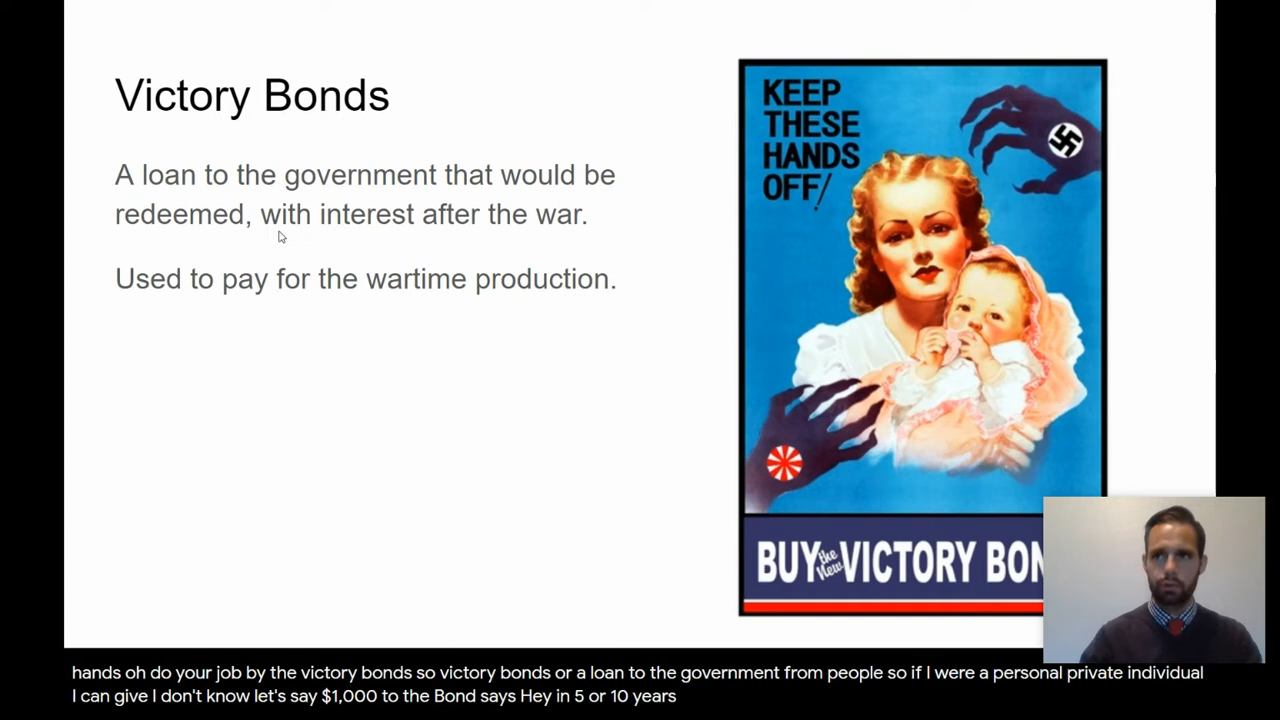 Victory Bonds
A loan to the government that would be
redeemed, with interest after the war.
Used to pay for the wartime production.
KEEP
THESE
HANDS
OFF!
BUY the New VICTORY BON
hands oh do your job by the victory bonds so victory bonds or a loan to the government from people so if I were a personal private individual
I can give I don't know let's say $1,000 to the Bond says Hey in 5 or 10 years